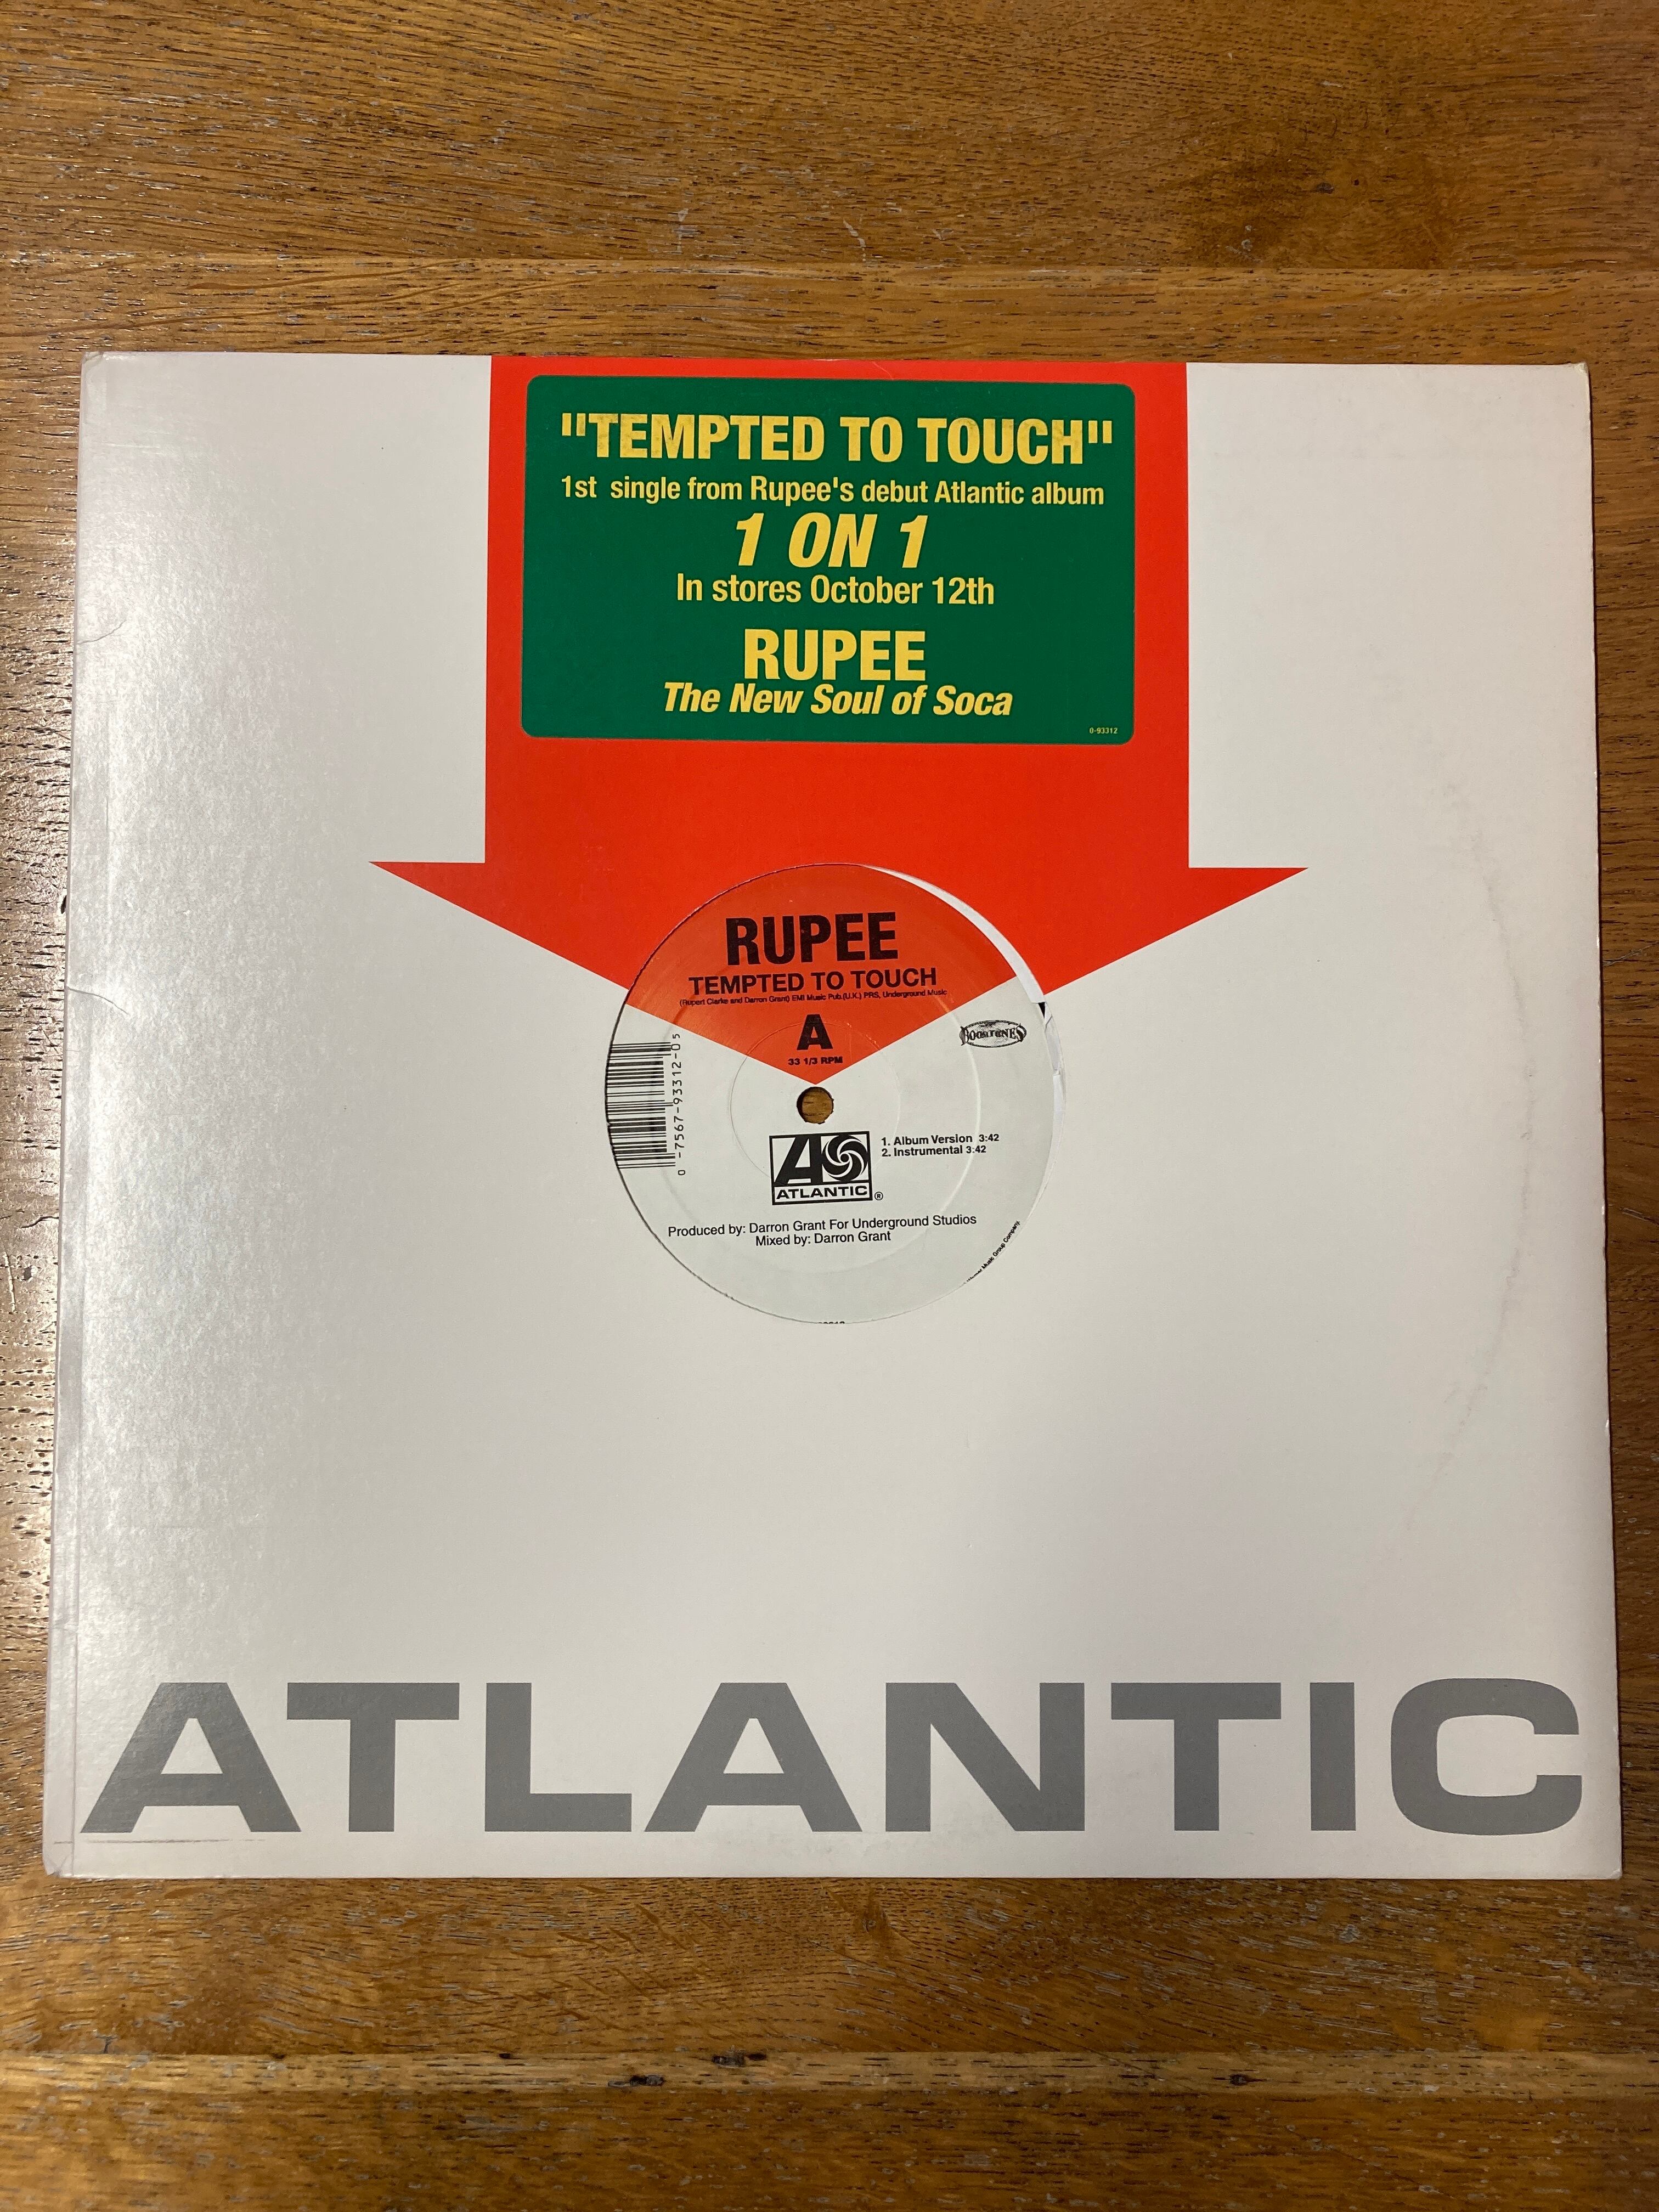 "TEMPTED TO TOUCH"
1st single from Rupee's debut Atlantic album
1 ON 1
In stores October 12th
RUPEE
The New Soul of Soca
0-93312
RUPEE
TEMPTED TO TOUCH
(Rupert Clarke and Darron Grant) EMI Music Pub.(U.K.) PRS, Underground Music
A
33 1/3 RPM
0 -7567-93312-0 5
ATLANTIC®
1. Album Version 3:42
2. Instrumental 3:42
Produced by: Darron Grant For Underground Studios
Mixed by: Darron Grant
Music Group Company.
ATLANTIC